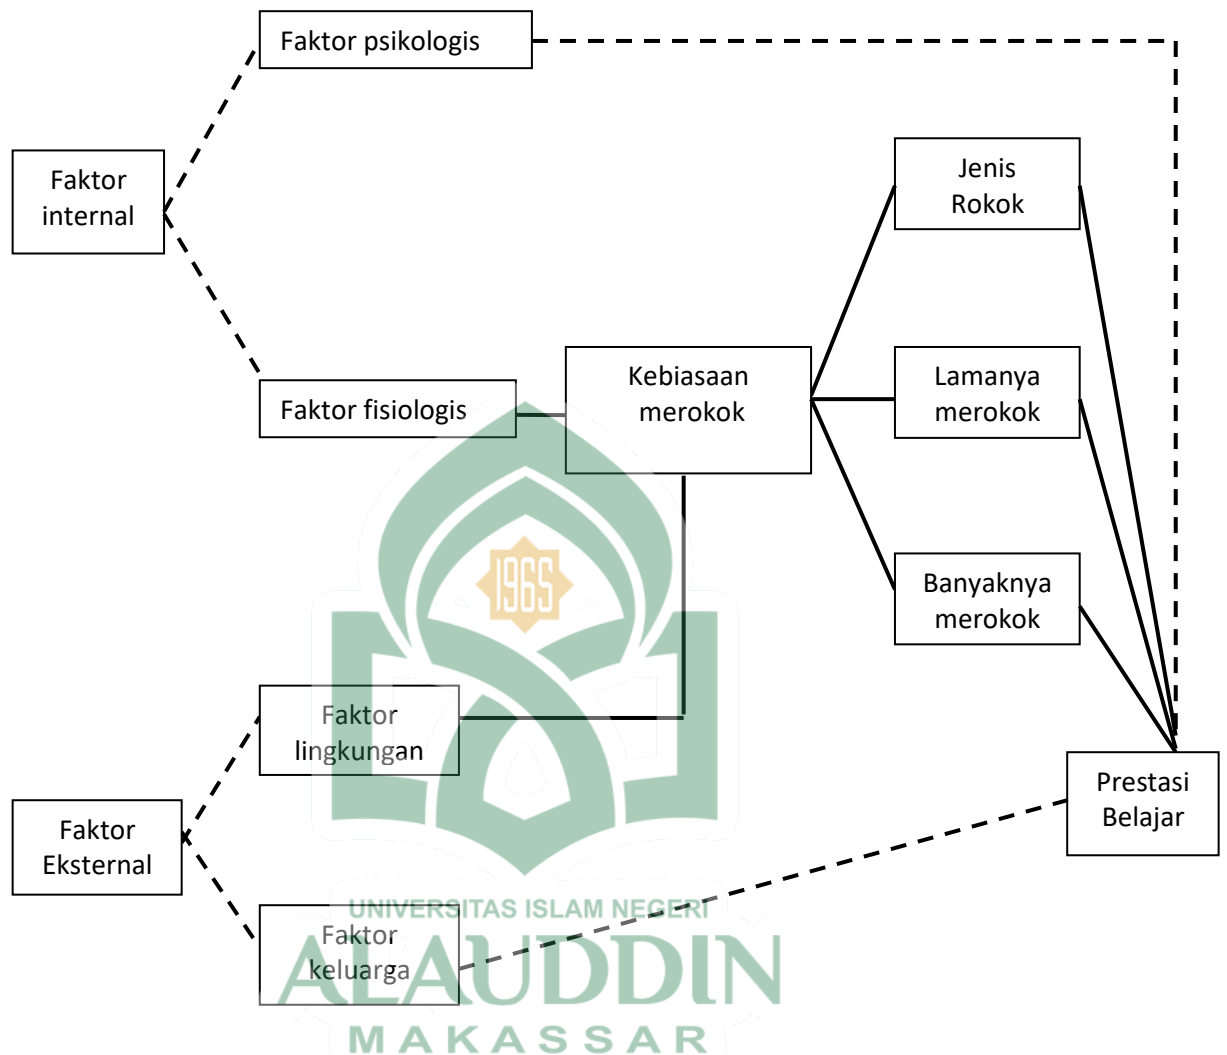 Faktor psikologis
Faktor
internal
Jenis
Rokok
Kebiasaan
merokok
Lamanya
merokok
Faktor fisiologis
1965
Banyaknya
merokok
Faktor
lingkungan
Prestasi
Belajar
Faktor
Eksternal
UNIVERSITAS ISLAM NEGERI
Faktor
keluarga
ALAUDDIN
MAKASSAR